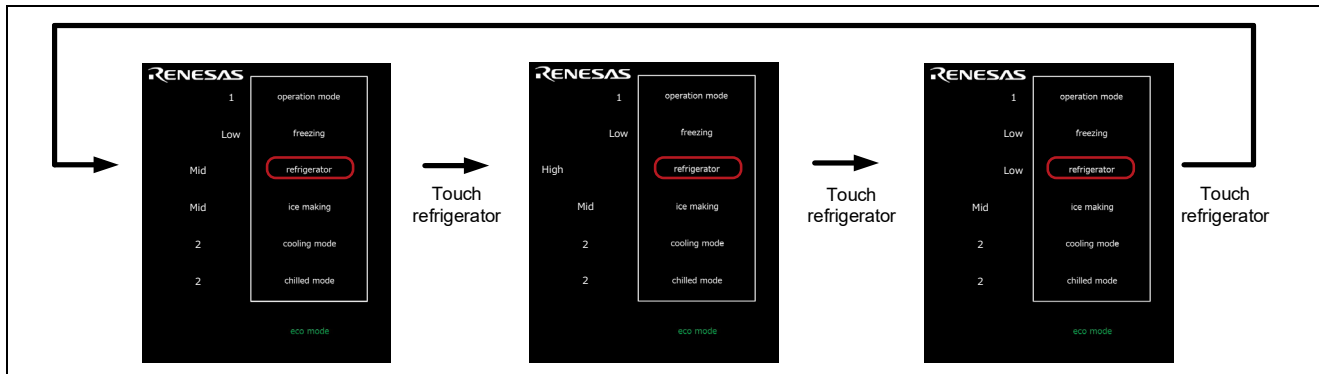 RENESAS
1 operation mode
Low freezing
Mid refrigerator
Mid ice making
2 cooling mode
2 chilled mode
eco mode
Touch
refrigerator
RENESAS
1 operation mode
Low freezing
High refrigerator
Mid ice making
2 cooling mode
2 chilled mode
eco mode
Touch
refrigerator
RENESAS
1 operation mode
Low freezing
Low refrigerator
Mid ice making
2 cooling mode
2 chilled mode
eco mode
Touch
refrigerator